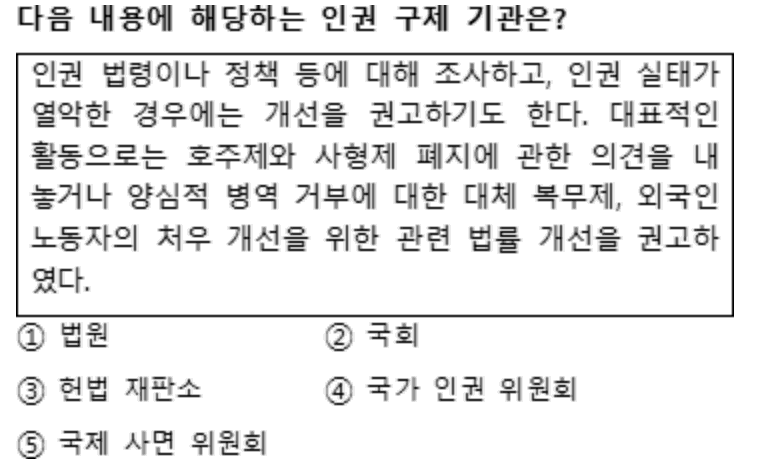 다음 내용에 해당하는 인권 구제 기관은?
인권 법령이나 정책 등에 대해 조사하고, 인권 실태가
열악한 경우에는 개선을 권고하기도 한다. 대표적인
활동으로는 호주제와 사형제 폐지에 관한 의견을 내
놓거나 양심적 병역 거부에 대한 대체 복무제, 외국인
노동자의 처우 개선을 위한 관련 법률 개선을 권고하
였다.
① 법원 ② 국회
③ 헌법 재판소 ④ 국가 인권 위원회
⑤ 국제 사면 위원회